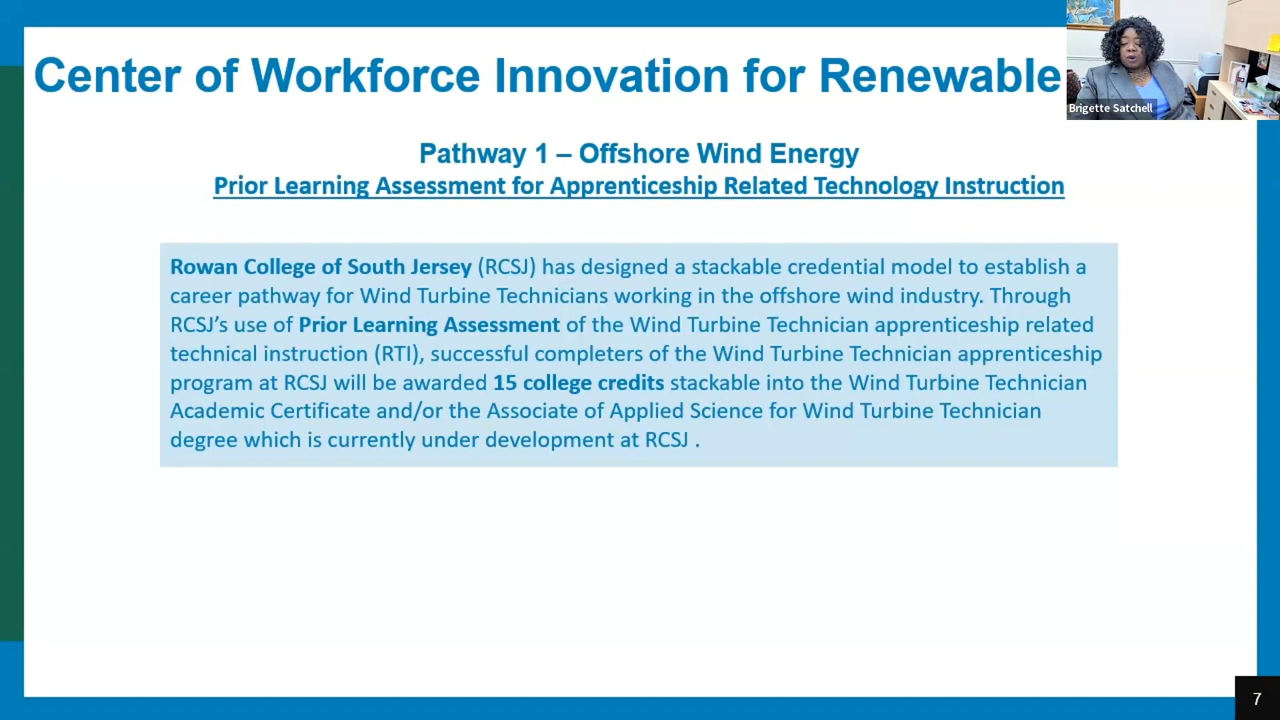 Center of Workforce Innovation for Renewable
Brigette Satchell
Pathway 1 – Offshore Wind Energy
Prior Learning Assessment for Apprenticeship Related Technology Instruction
Rowan College of South Jersey (RCSJ) has designed a stackable credential model to establish a
career pathway for Wind Turbine Technicians working in the offshore wind industry. Through
RCSJ’s use of Prior Learning Assessment of the Wind Turbine Technician apprenticeship related
technical instruction (RTI), successful completers of the Wind Turbine Technician apprenticeship
program at RCSJ will be awarded 15 college credits stackable into the Wind Turbine Technician
Academic Certificate and/or the Associate of Applied Science for Wind Turbine Technician
degree which is currently under development at RCSJ .
7